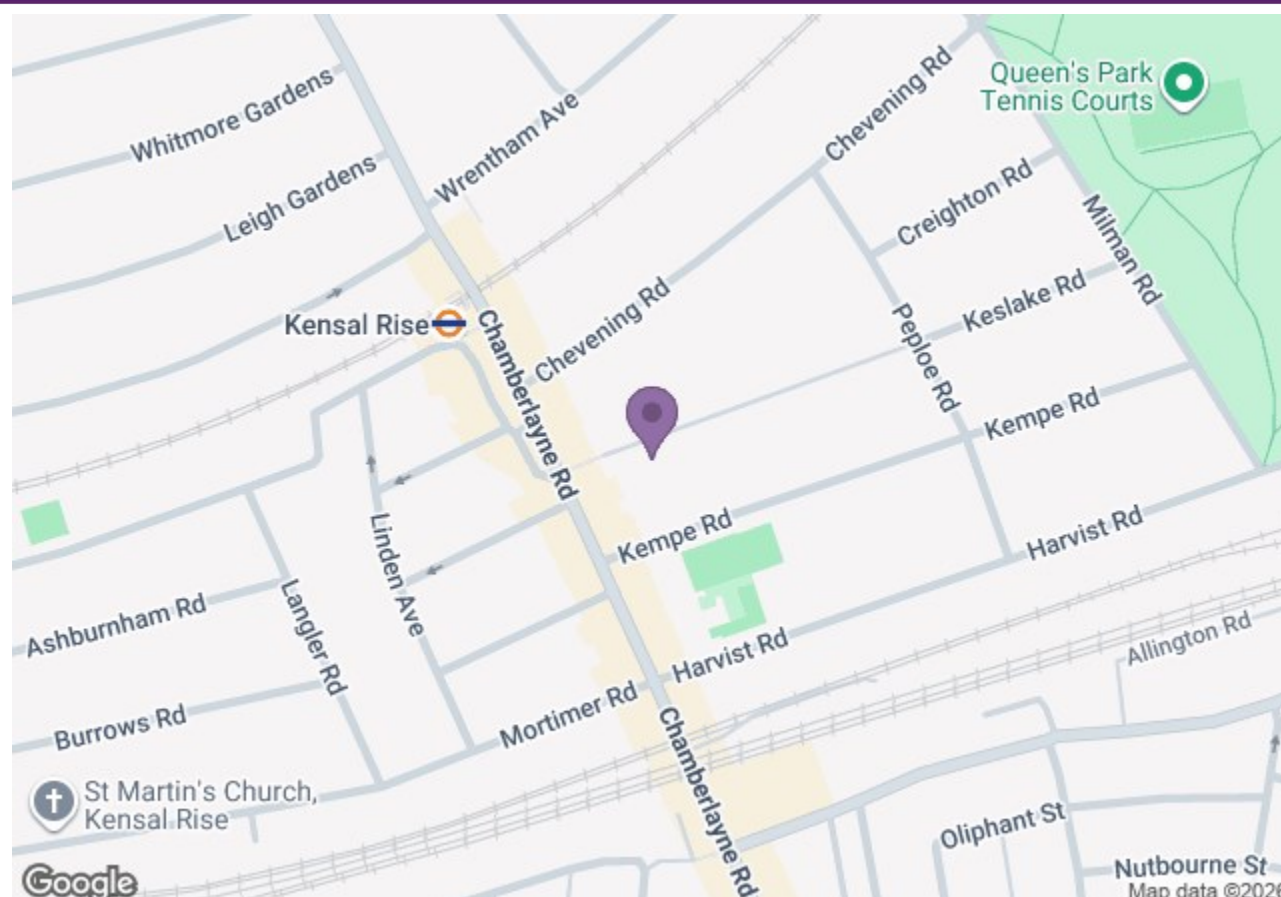 Whitmore Gardens
Leigh Gardens
Wrentham Ave
Chevening Rd
Queen's Park
Tennis Courts
Creighton Rd
Milman Rd
Keslake Rd
Peploe Rd
Kempe Rd
Kensal Rise
Chamberlayne Rd
Chevening Rd
Linden Ave
Kempe Rd
Harvist Rd
Ashburnham Rd
Langler Rd
Harvist Rd
Allington Rd
Burrows Rd
Mortimer Rd
Chamberlayne Rd
St Martin's Church,
Kensal Rise
Oliphant St
Nutbourne St
Google
Map data ©2026